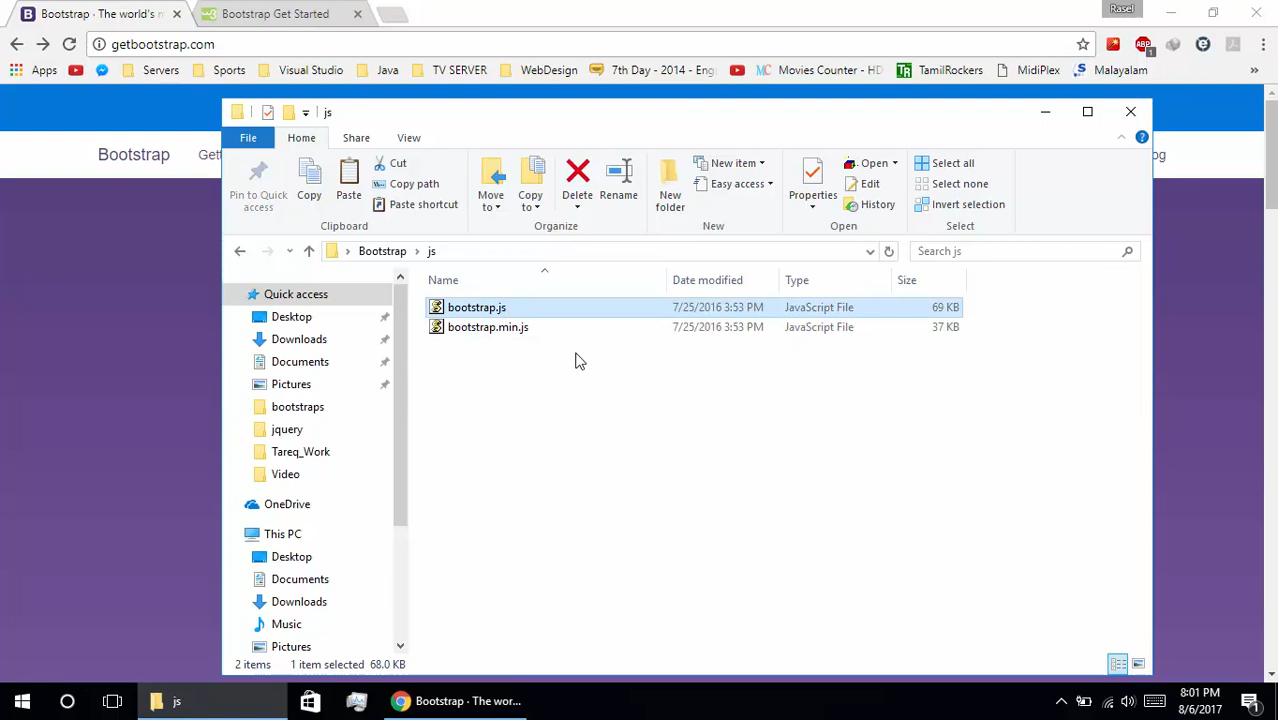 Bootstrap · The world's m
Bootstrap Get Started
Rasel
getbootstrap.com
Apps
Servers
Sports
Visual Studio
Java
TV SERVER
WebDesign
7th Day - 2014 - Eng
Movies Counter - HD
TamilRockers
MidiPlex
Malayalam
js
File Home Share View
Pin to Quick access
Copy
Paste
Cut
Copy path
Paste shortcut
Clipboard
Move to
Copy to
Delete
Rename
Organize
New folder
New item
Easy access
New
Properties
Open
Edit
History
Open
Select all
Select none
Invert selection
Select
Bootstrap
Gett
og
Bootstrap › js
Search js
Name Date modified Type Size
bootstrap.js 7/25/2016 3:53 PM JavaScript File 69 KB
bootstrap.min.js 7/25/2016 3:53 PM JavaScript File 37 KB
Quick access
Desktop
Downloads
Documents
Pictures
bootstraps
jquery
Tareq_Work
Video
OneDrive
This PC
Desktop
Documents
Downloads
Music
Pictures
2 items 1 item selected 68.0 KB
js
Bootstrap · The wor...
8:01 PM
8/6/2017